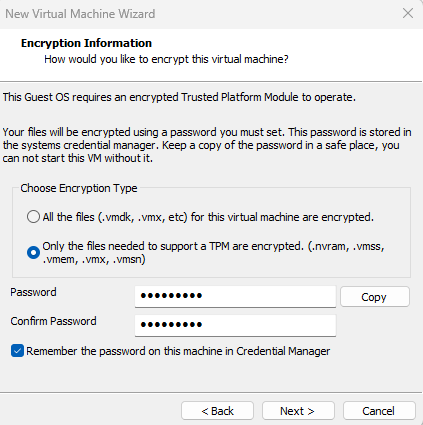 New Virtual Machine Wizard
Encryption Information
How would you like to encrypt this virtual machine?
This Guest OS requires an encrypted Trusted Platform Module to operate.
Your files will be encrypted using a password you must set. This password is stored in
the systems credential manager. Keep a copy of the password in a safe place, you
can not start this VM without it.
Choose Encryption Type
All the files (.vmdk, .vmx, etc) for this virtual machine are encrypted.
Only the files needed to support a TPM are encrypted. (.nvram, .vmss,
.vmem, .vmx, .vmsn)
Password
Copy
Confirm Password
Remember the password on this machine in Credential Manager
< Back
Next >
Cancel